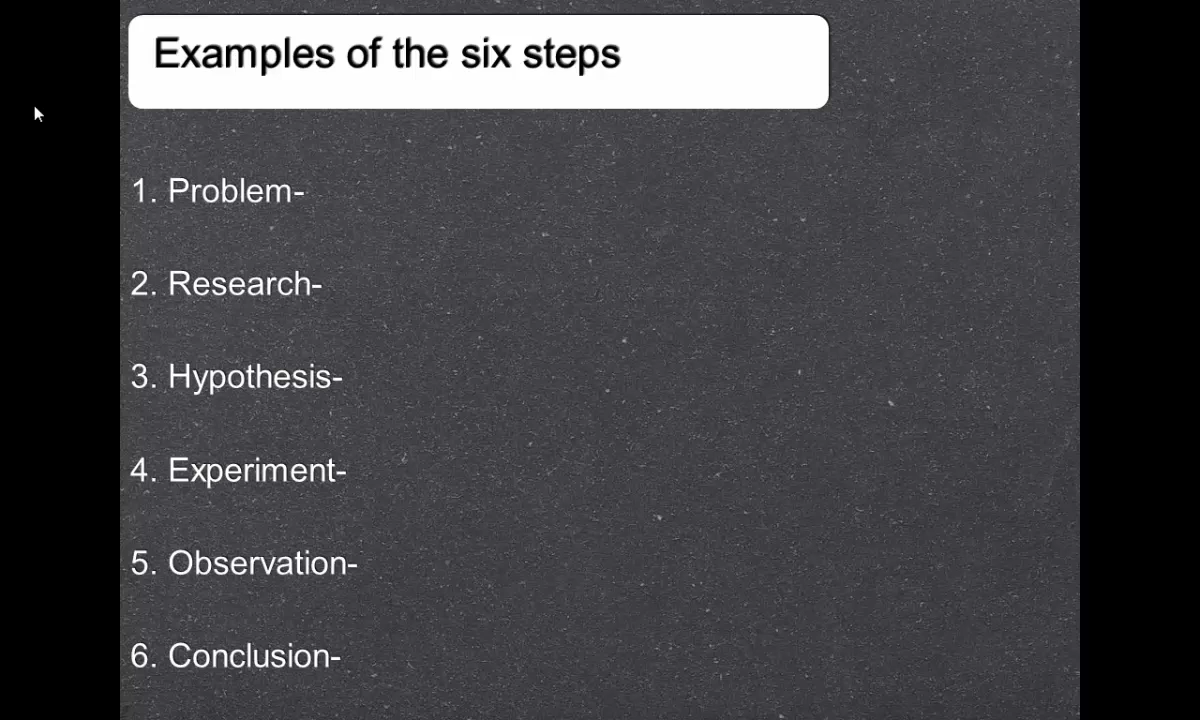 Examples of the six steps
1. Problem-
2. Research-
3. Hypothesis-
4. Experiment-
5. Observation-
6. Conclusion-